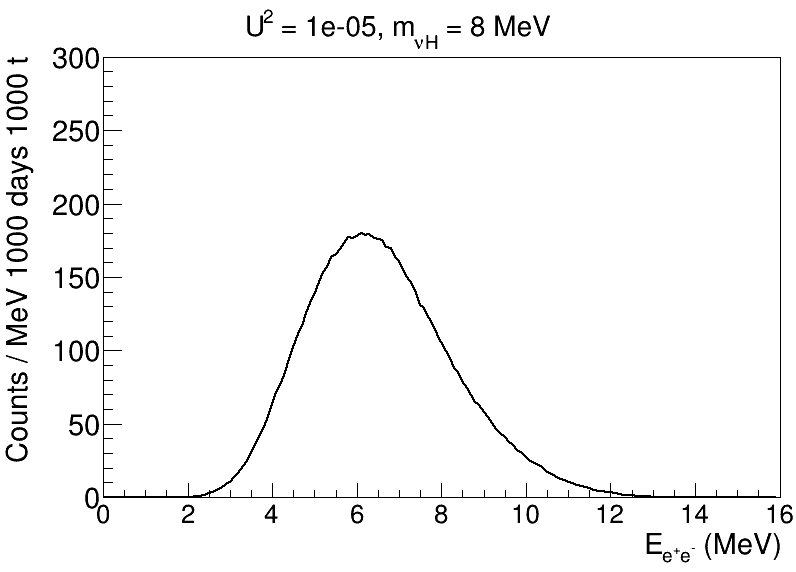 U² = 1e-05, m_νH = 8 MeV
Counts / MeV 1000 days 1000 t
300
250
200
150
100
50
0
0 2 4 6 8 10 12 14 16
E_e⁺e⁻ (MeV)